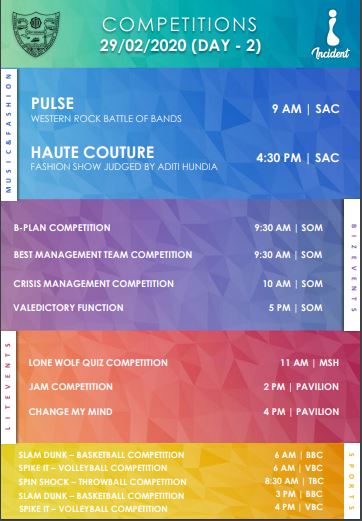 COMPETITIONS
29/02/2020 (DAY - 2)
Incident
MUSIC&FASHION
PULSE
WESTERN ROCK BATTLE OF BANDS
9 AM | SAC
HAUTE COUTURE
FASHION SHOW JUDGED BY ADITI HUNDIA
4:30 PM | SAC
BIZEVENTS
B-PLAN COMPETITION 9:30 AM | SOM
BEST MANAGEMENT TEAM COMPETITION 9:30 AM | SOM
CRISIS MANAGEMENT COMPETITION 10 AM | SOM
VALEDICTORY FUNCTION 5 PM | SOM
LITEVENTS
LONE WOLF QUIZ COMPETITION 11 AM | MSH
JAM COMPETITION 2 PM | PAVILION
CHANGE MY MIND 4 PM | PAVILION
SPORTS
SLAM DUNK – BASKETBALL COMPETITION 6 AM | BBC
SPIKE IT – VOLLEYBALL COMPETITION 6 AM | VBC
SPIN SHOCK – THROWBALL COMPETITION 8:30 AM | TBC
SLAM DUNK – BASKETBALL COMPETITION 3 PM | BBC
SPIKE IT – VOLLEYBALL COMPETITION 4 PM | VBC